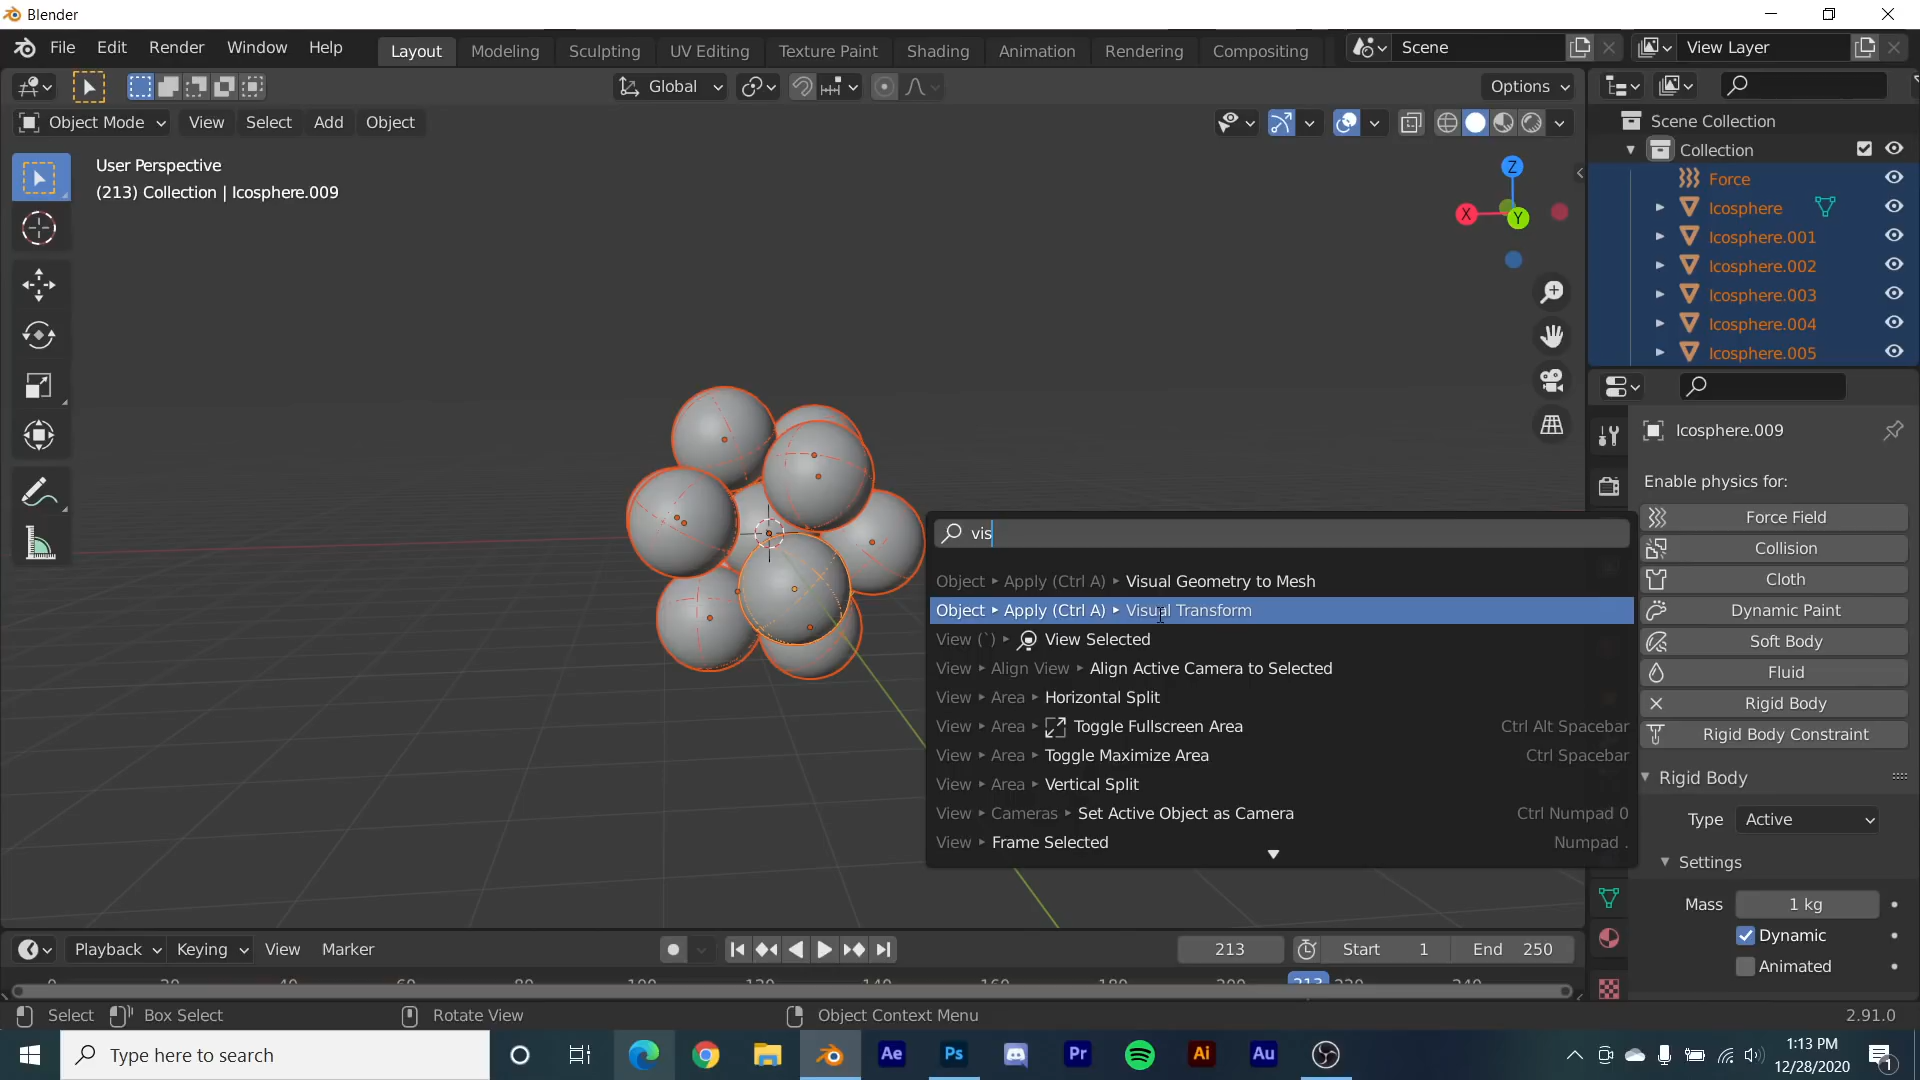 Blender
File Edit Render Window Help
Layout Modeling Sculpting UV Editing Texture Paint Shading Animation Rendering Compositing
Scene
View Layer
Global
Options
Object Mode View Select Add Object
User Perspective
(213) Collection | Icosphere.009
Z
X
Y
Scene Collection
Collection
Force
Icosphere
Icosphere.001
Icosphere.002
Icosphere.003
Icosphere.004
Icosphere.005
Icosphere.009
Enable physics for:
Force Field
Collision
Cloth
Dynamic Paint
Soft Body
Fluid
Rigid Body
Rigid Body Constraint
Rigid Body
Type Active
Settings
Mass 1 kg
Dynamic
Animated
vis
Object Apply (Ctrl A) Visual Geometry to Mesh
Object Apply (Ctrl A) Visual Transform
View (`) View Selected
View Align View Align Active Camera to Selected
View Area Horizontal Split
View Area Toggle Fullscreen Area Ctrl Alt Spacebar
View Area Toggle Maximize Area Ctrl Spacebar
View Area Vertical Split
View Cameras Set Active Object as Camera Ctrl Numpad 0
View Frame Selected Numpad .
Playback Keying View Marker
213 Start 1 End 250
Select Box Select Rotate View Object Context Menu 2.91.0
Type here to search
Ae Ps Pr Ai Au
1:13 PM
12/28/2020
1